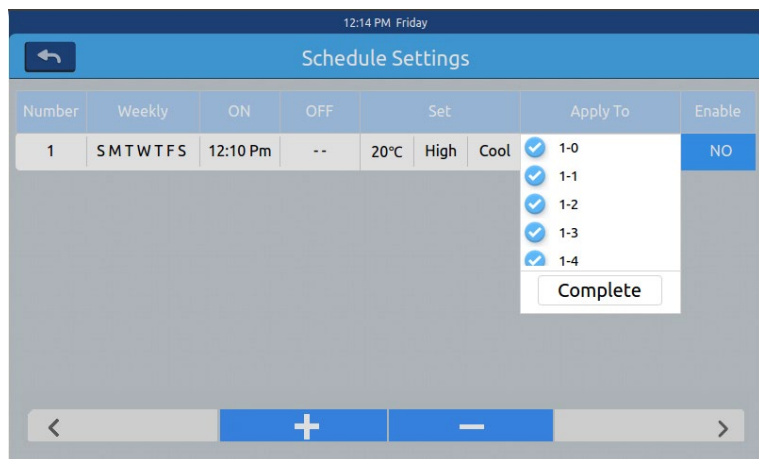 12:14 PM Friday
Schedule Settings
Number Weekly ON OFF Set Apply To Enable
1 S M T W T F S 12:10 Pm - - 20℃ High Cool 1-0 NO
1-1
1-2
1-3
1-4
Complete